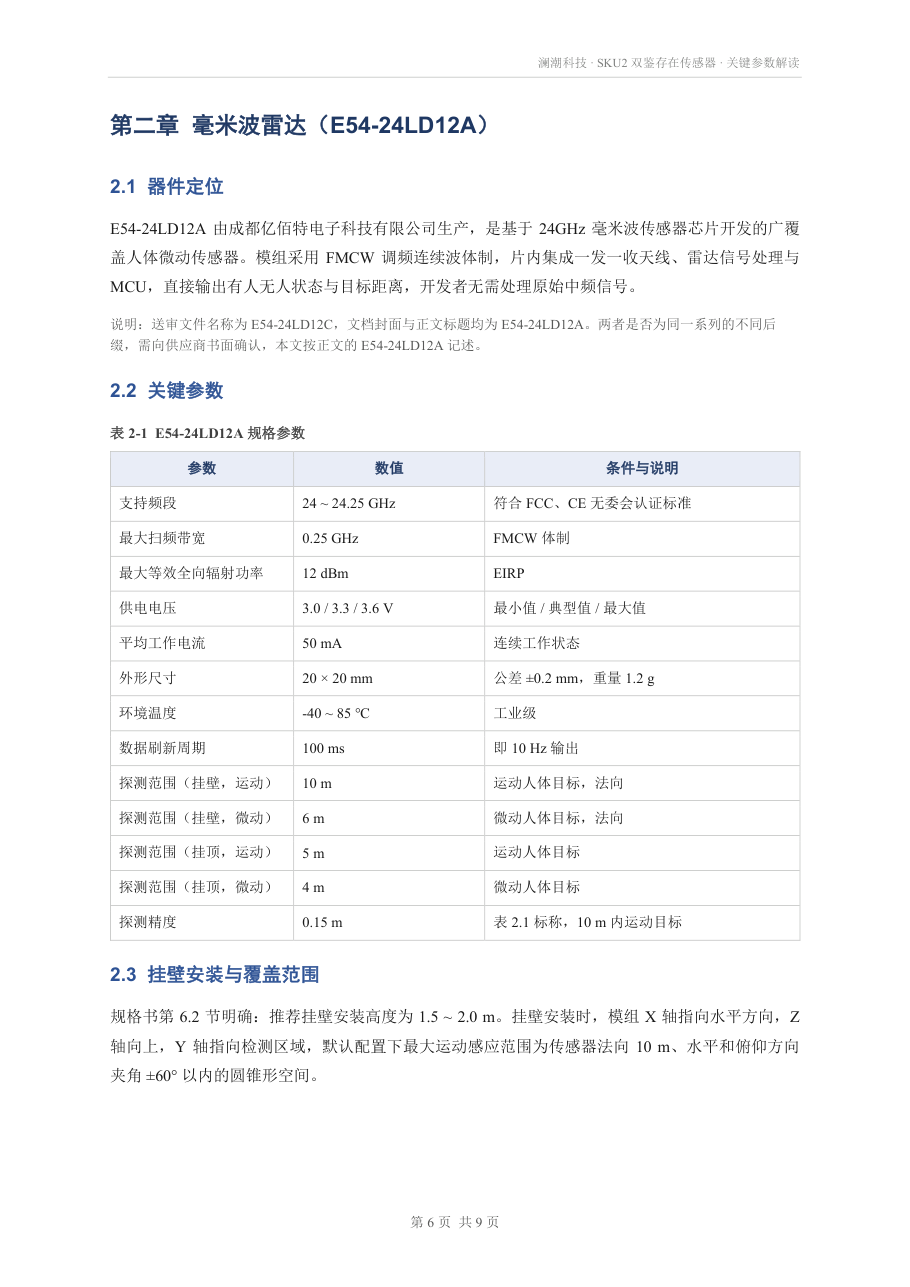 澜潮科技 · SKU2 双鉴存在传感器 · 关键参数解读
第二章 毫米波雷达（E54-24LD12A）
2.1 器件定位
E54-24LD12A 由成都亿佰特电子科技有限公司生产，是基于 24GHz 毫米波传感器芯片开发的广覆
盖人体微动传感器。模组采用 FMCW 调频连续波体制，片内集成一发一收天线、雷达信号处理与
MCU，直接输出有人无人状态与目标距离，开发者无需处理原始中频信号。
说明：送审文件名称为 E54-24LD12C，文档封面与正文标题均为 E54-24LD12A。两者是否为同一系列的不同后
缀，需向供应商书面确认，本文按正文的 E54-24LD12A 记述。
2.2 关键参数
表 2-1 E54-24LD12A 规格参数
参数 数值 条件与说明
支持频段 24 ~ 24.25 GHz 符合 FCC、CE 无委会认证标准
最大扫频带宽 0.25 GHz FMCW 体制
最大等效全向辐射功率 12 dBm EIRP
供电电压 3.0 / 3.3 / 3.6 V 最小值 / 典型值 / 最大值
平均工作电流 50 mA 连续工作状态
外形尺寸 20 × 20 mm 公差 ±0.2 mm，重量 1.2 g
环境温度 -40 ~ 85 ℃ 工业级
数据刷新周期 100 ms 即 10 Hz 输出
探测范围（挂壁，运动） 10 m 运动人体目标，法向
探测范围（挂壁，微动） 6 m 微动人体目标，法向
探测范围（挂顶，运动） 5 m 运动人体目标
探测范围（挂顶，微动） 4 m 微动人体目标
探测精度 0.15 m 表 2.1 标称，10 m 内运动目标
2.3 挂壁安装与覆盖范围
规格书第 6.2 节明确：推荐挂壁安装高度为 1.5 ~ 2.0 m。挂壁安装时，模组 X 轴指向水平方向，Z
轴向上，Y 轴指向检测区域，默认配置下最大运动感应范围为传感器法向 10 m、水平和俯仰方向
夹角 ±60° 以内的圆锥形空间。
第 6 页 共 9 页